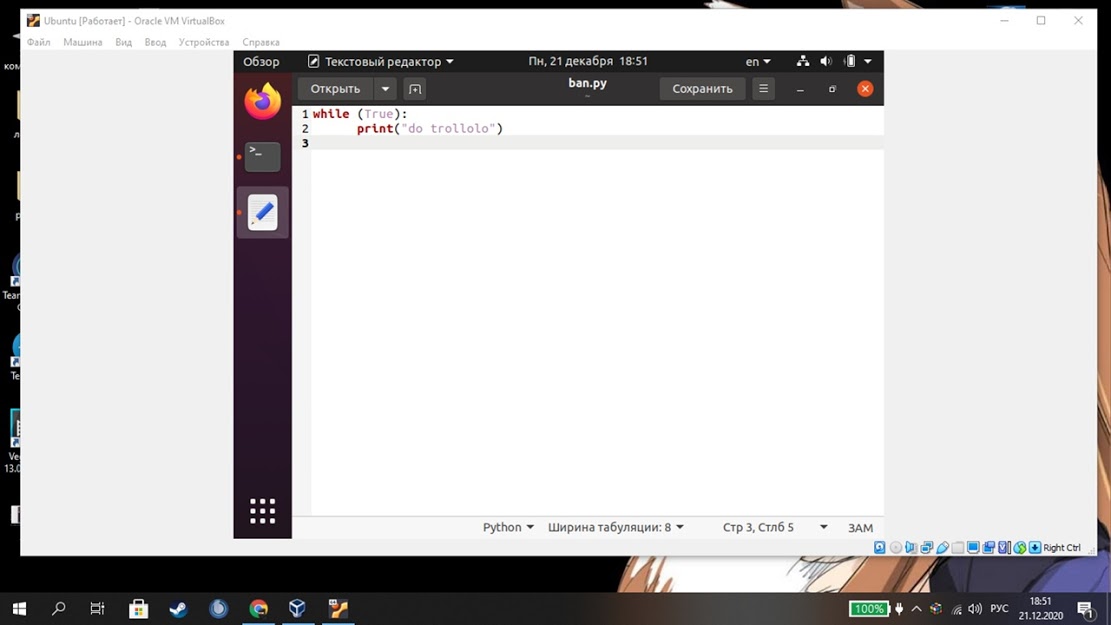 Ubuntu [Работает] - Oracle VM VirtualBox
Файл Машина Вид Ввод Устройства Справка
Обзор Текстовый редактор Пн, 21 декабря 18:51 en
Открыть ban.py Сохранить
~
1 while (True):
2 print("do trollolo")
3
Python Ширина табуляции: 8 Стр 3, Стлб 5 ЗАМ
Right Ctrl
100% РУС 18:51
21.12.2020
1